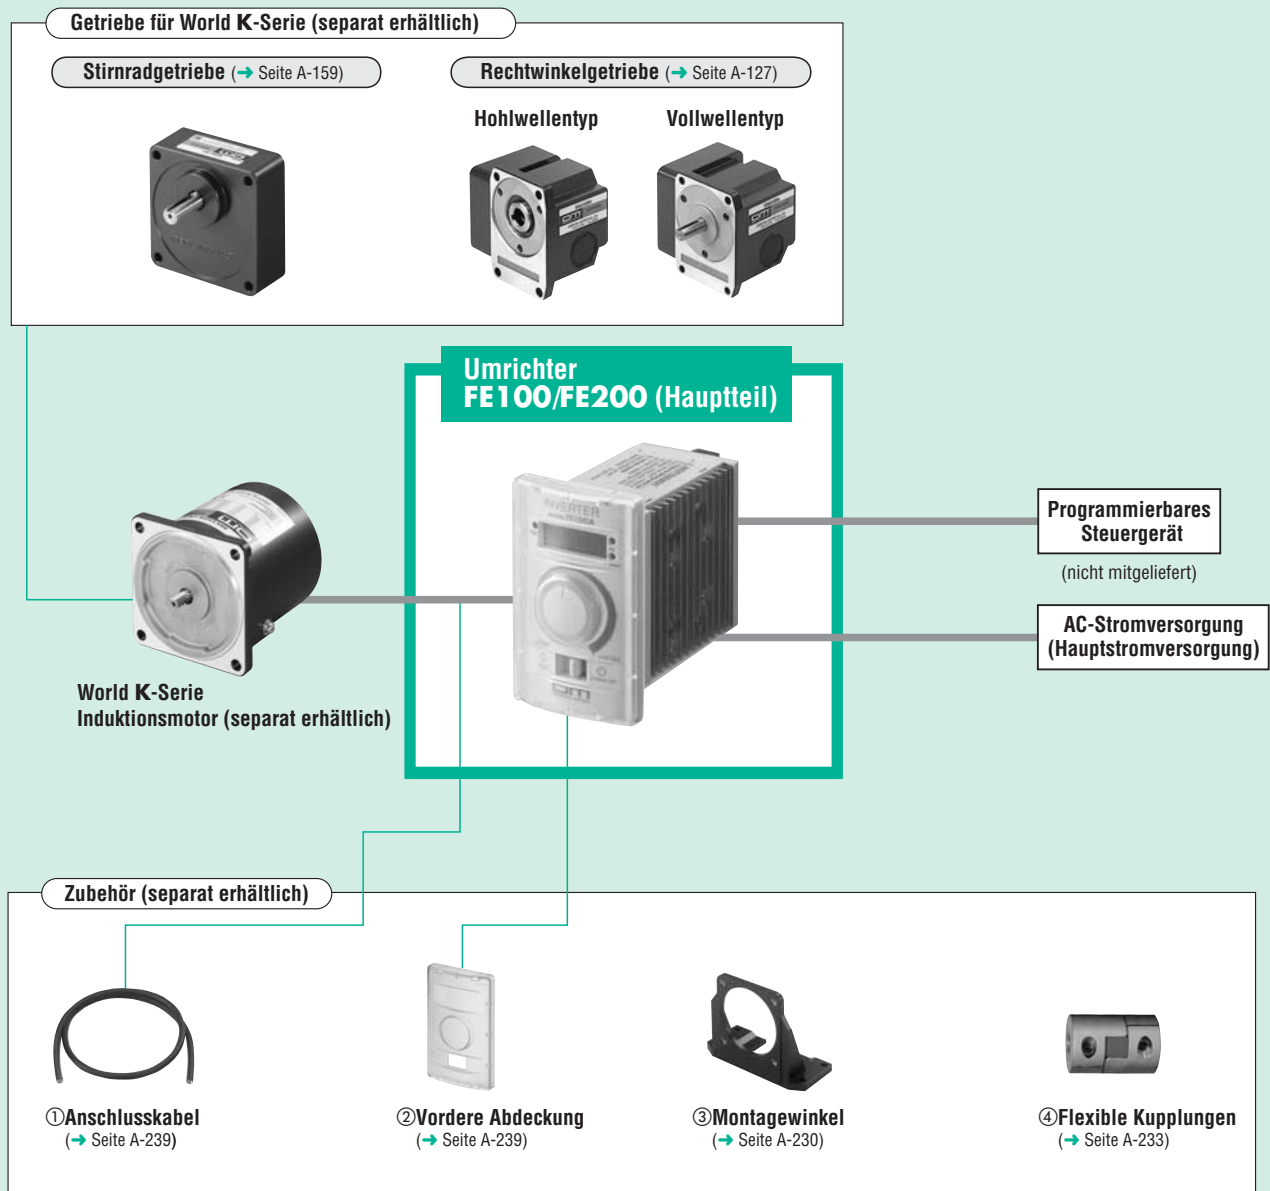 Getriebe für World K-Serie (separat erhältlich)
Stirnradgetriebe (➜ Seite A-159)
Rechtwinkelgetriebe (➜ Seite A-127)
Hohlwellentyp
Vollwellentyp
Umrichter
FE100/FE200 (Hauptteil)
INVERTER
World K-Serie
Induktionsmotor (separat erhältlich)
Programmierbares
Steuergerät
(nicht mitgeliefert)
AC-Stromversorgung
(Hauptstromversorgung)
Zubehör (separat erhältlich)
①Anschlusskabel
(➜ Seite A-239)
②Vordere Abdeckung
(➜ Seite A-239)
③Montagewinkel
(➜ Seite A-230)
④Flexible Kupplungen
(➜ Seite A-233)